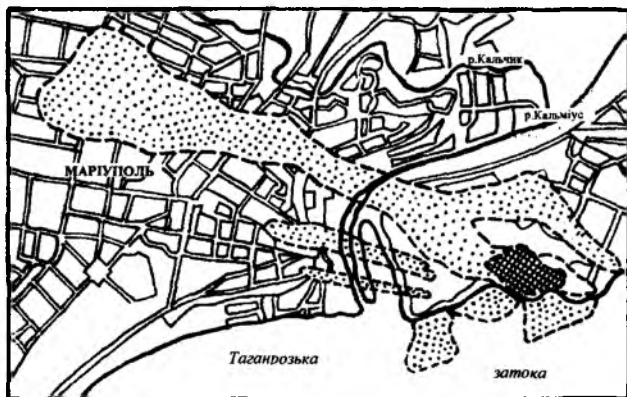 р.Кальчик
р.Кальміус
МАРІУПОЛЬ
Таганрозька
затока